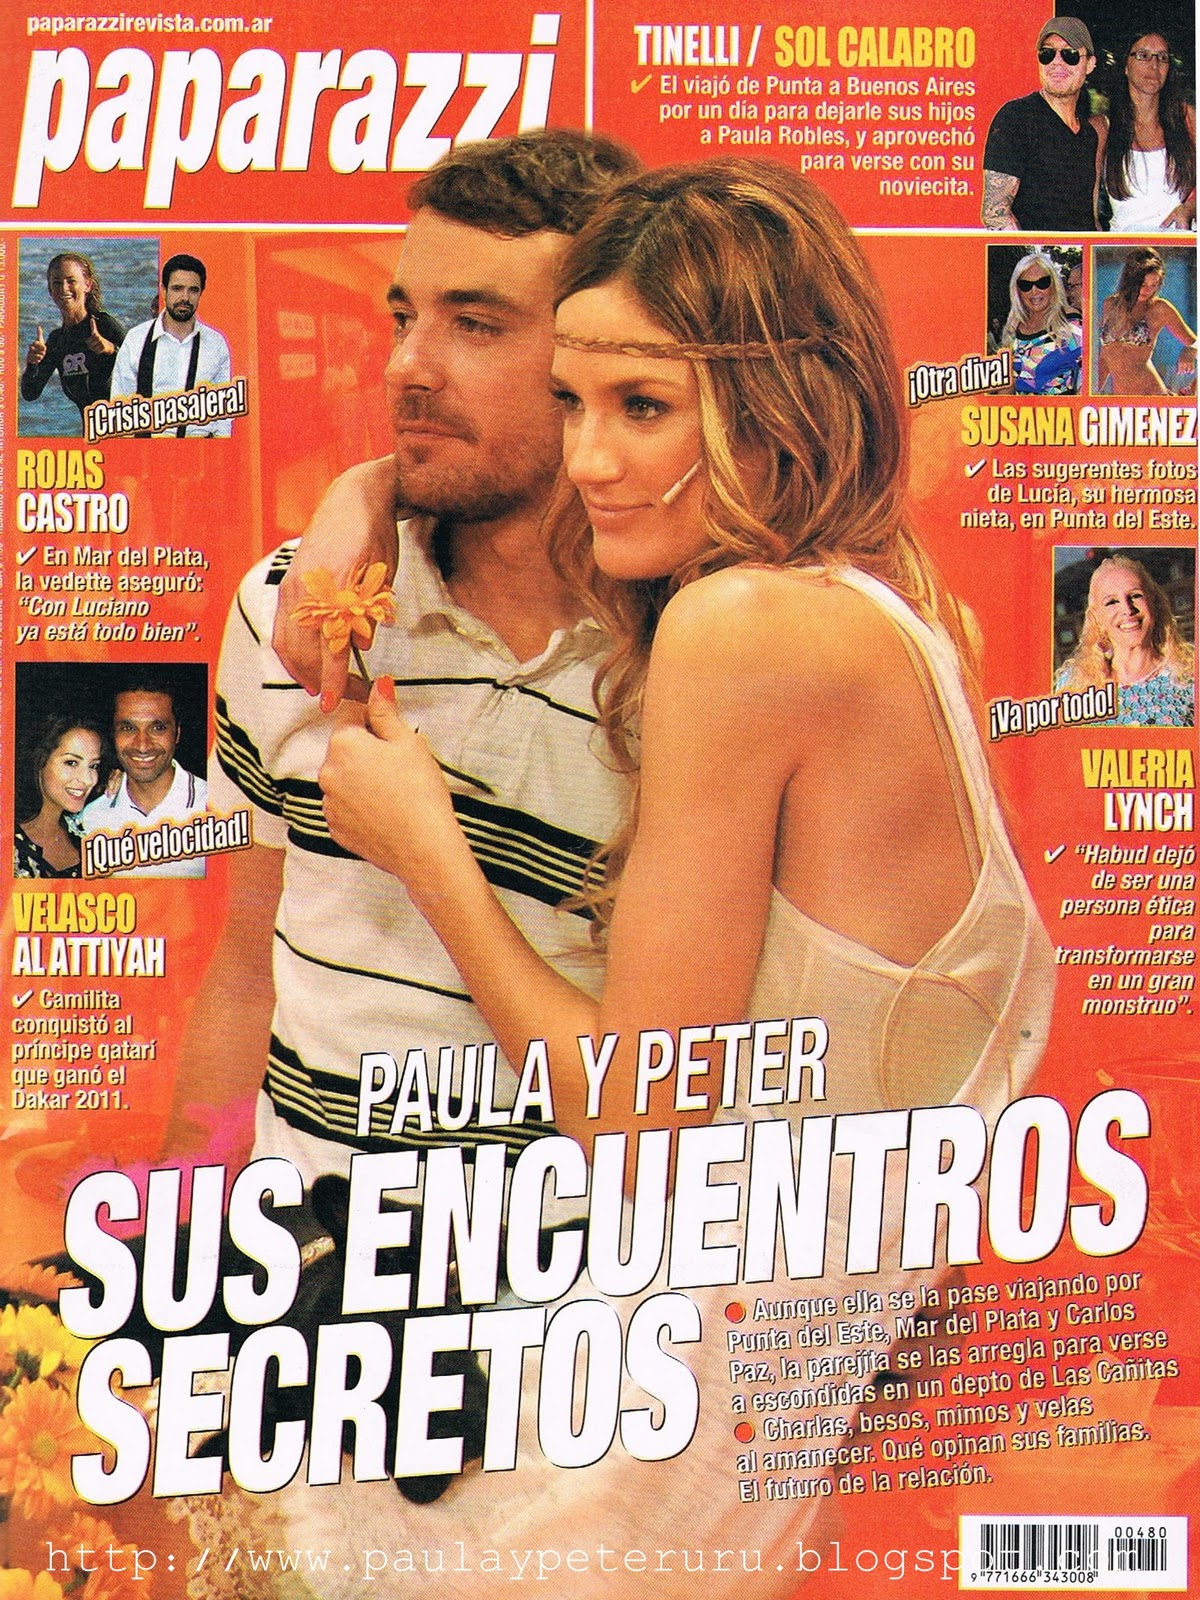 paparazzirevista.com.ar
paparazzi
TINELLI / SOL CALABRO
✔ El viajó de Punta a Buenos Aires
por un día para dejarle sus hijos
a Paula Robles, y aprovechó
para verse con su
noviecita.
¡Crisis pasajera!
ROJAS
CASTRO
✔ En Mar del Plata,
la vedette aseguró:
"Con Luciano
ya está todo bien".
¡Qué velocidad!
VELASCO
AL ATTIYAH
✔ Camilita
conquistó al
príncipe qatarí
que ganó el
Dakar 2011.
¡Otra diva!
SUSANA GIMENEZ
✔ Las sugerentes fotos
de Lucía, su hermosa
nieta, en Punta del Este.
¡Va por todo!
VALERIA
LYNCH
✔ "Habud dejó
de ser una
persona ética
para
transformarse
en un gran
monstruo".
PAULA Y PETER
SUS ENCUENTROS
SECRETOS
● Aunque ella se la pase viajando por
Punta del Este, Mar del Plata y Carlos
Paz, la parejita se las arregla para verse
a escondidas en un depto de Las Cañitas
● Charlas, besos, mimos y velas
al amanecer. Qué opinan sus familias.
El futuro de la relación.
00480
9 771666 343008
http://www.paulaypeteruru.blogspot.com